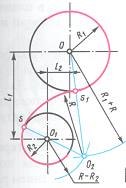 O
R₁
l₂
l₁
S₁
R₁+R
R
S
O₁
R₂
O₂
R-R₂